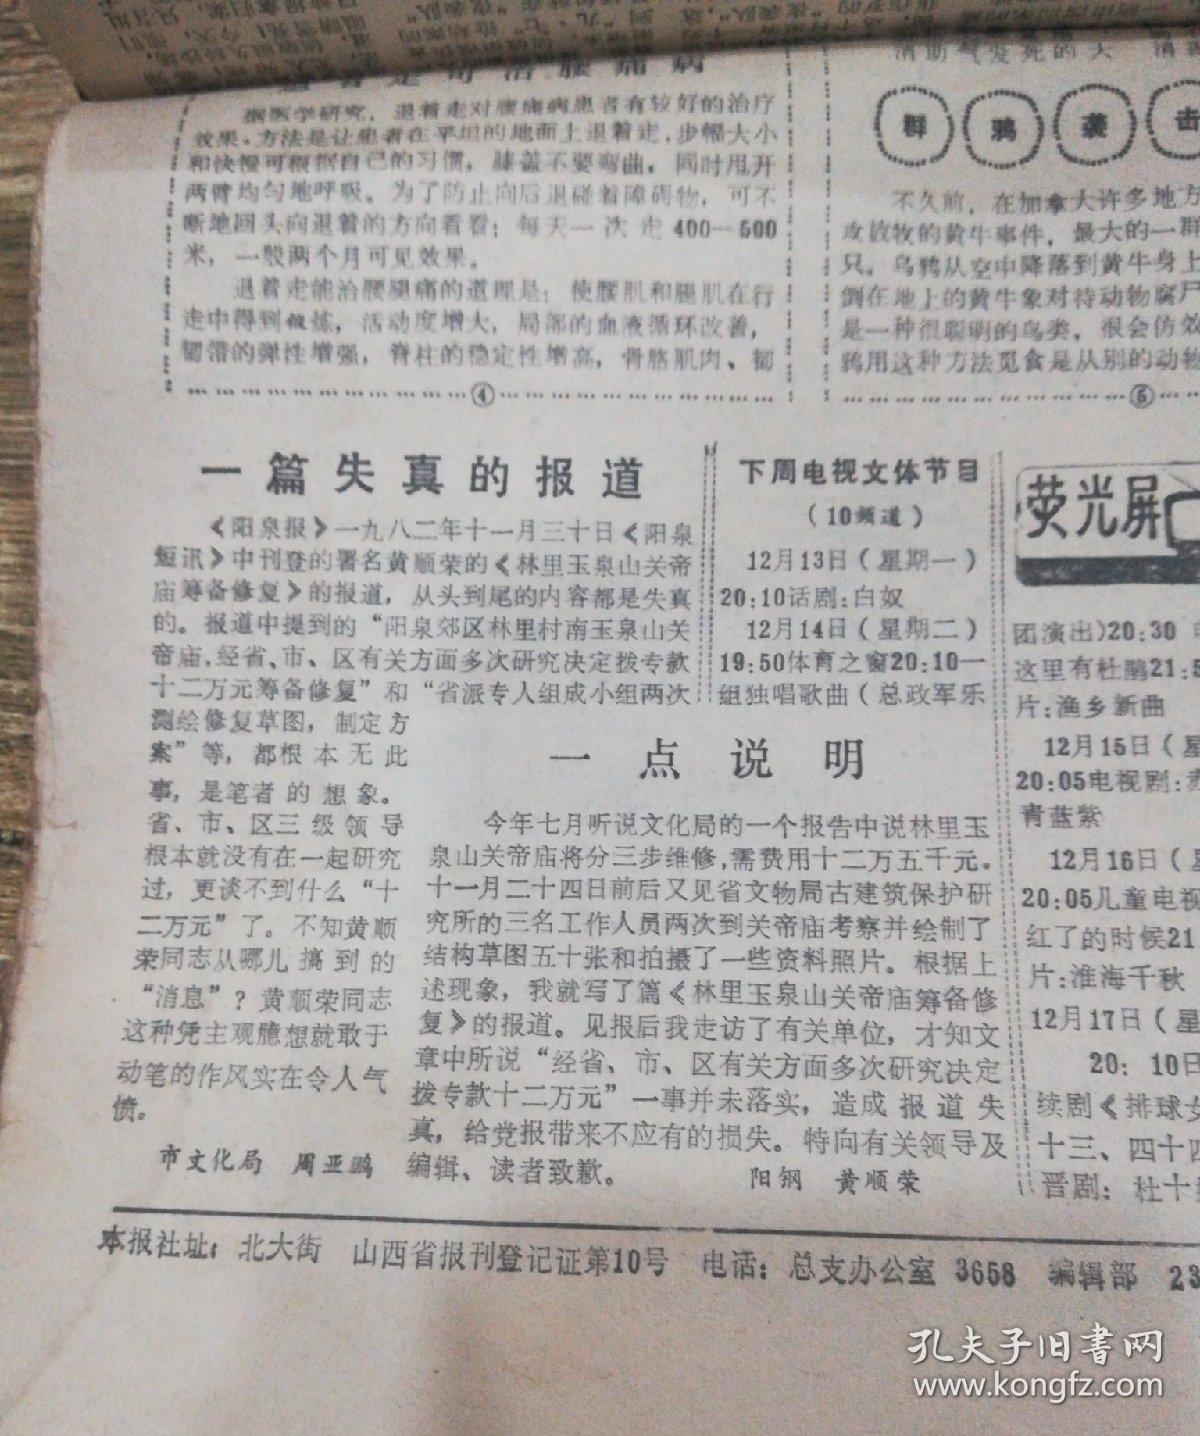 据医学研究，退着走对腰痛病患者有较好的治疗
效果。方法是让患者在平坦的地面上退着走，步幅大小
和快慢可根据自己的习惯，膝盖不要弯曲，同时甩开
两臂均匀地呼吸。为了防止向后退碰着障碍物，可不
断地回头向退着的方向看看；每天一次走400—500
米，一般两个月可见效果。
退着走能治腰腿痛的道理是：使腰肌和腿肌在行
走中得到锻炼，活动度增大，局部的血液循环改善，
韧带的弹性增强，脊柱的稳定性增高，骨骼肌肉、韧
④
群鸦袭击
不久前，在加拿大许多地方
攻放牧的黄牛事件，最大的一群
只，乌鸦从空中降落到黄牛身上
倒在地上的黄牛象对待动物腐尸
是一种很聪明的鸟类，很会仿效
鸦用这种方法觅食是从别的动物
⑤
一篇失真的报道
《阳泉报》一九八二年十一月三十日《阳泉
短讯》中刊登的署名黄顺荣的《林里玉泉山关帝
庙筹备修复》的报道，从头到尾的内容都是失真
的。报道中提到的“阳泉郊区林里村南玉泉山关
帝庙，经省、市、区有关方面多次研究决定拨专款
十二万元筹备修复”和“省派专人组成小组两次
测绘修复草图，制定方
案”等，都根本无此
事，是笔者的想象。
省、市、区三级领导
根本就没有在一起研究
过，更谈不到什么“十
二万元”了。不知黄顺
荣同志从哪儿搞到的
“消息”？黄顺荣同志
这种凭主观臆想就敢于
动笔的作风实在令人气
愤。
市文化局 周亚鹏
一点说明
今年七月听说文化局的一个报告中说林里玉
泉山关帝庙将分三步维修，需费用十二万五千元。
十一月二十四日前后又见省文物局古建筑保护研
究所的三名工作人员两次到关帝庙考察并绘制了
结构草图五十张和拍摄了一些资料照片。根据上
述现象，我就写了篇《林里玉泉山关帝庙筹备修
复》的报道。见报后我走访了有关单位，才知文
章中所说“经省、市、区有关方面多次研究决定
拨专款十二万元”一事并未落实，造成报道失
真，给党报带来不应有的损失。特向有关领导及
编辑、读者致歉。 阳钢 黄顺荣
下周电视文体节目
（10频道）
12月13日（星期一）
20:10话剧：白奴
12月14日（星期二）
19:50体育之窗20:10一
组独唱歌曲（总政军乐
荧光屏
团演出)20:30
这里有杜鹏21:5
片：渔乡新曲
12月15日（星
20:05电视剧：
青蓝紫
12月16日（星
20:05儿童电视
红了的时候21
片：淮海千秋
12月17日（星
20：10日
续剧《排球女
十三、四十四
晋剧：杜十
本报社址：北大街 山西省报刊登记证第10号 电话：总支办公室 3658 编辑部 23
孔夫子旧书网
www.kongfz.com